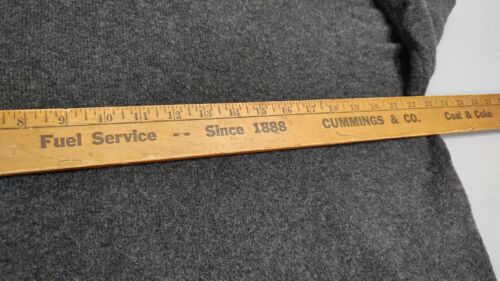 8 9 10 11 12 13 14 15 16 17 18 19 20 21 22 23 24 25 26 27
Fuel Service -- Since 1888 CUMMINGS & CO. Coal & Coke